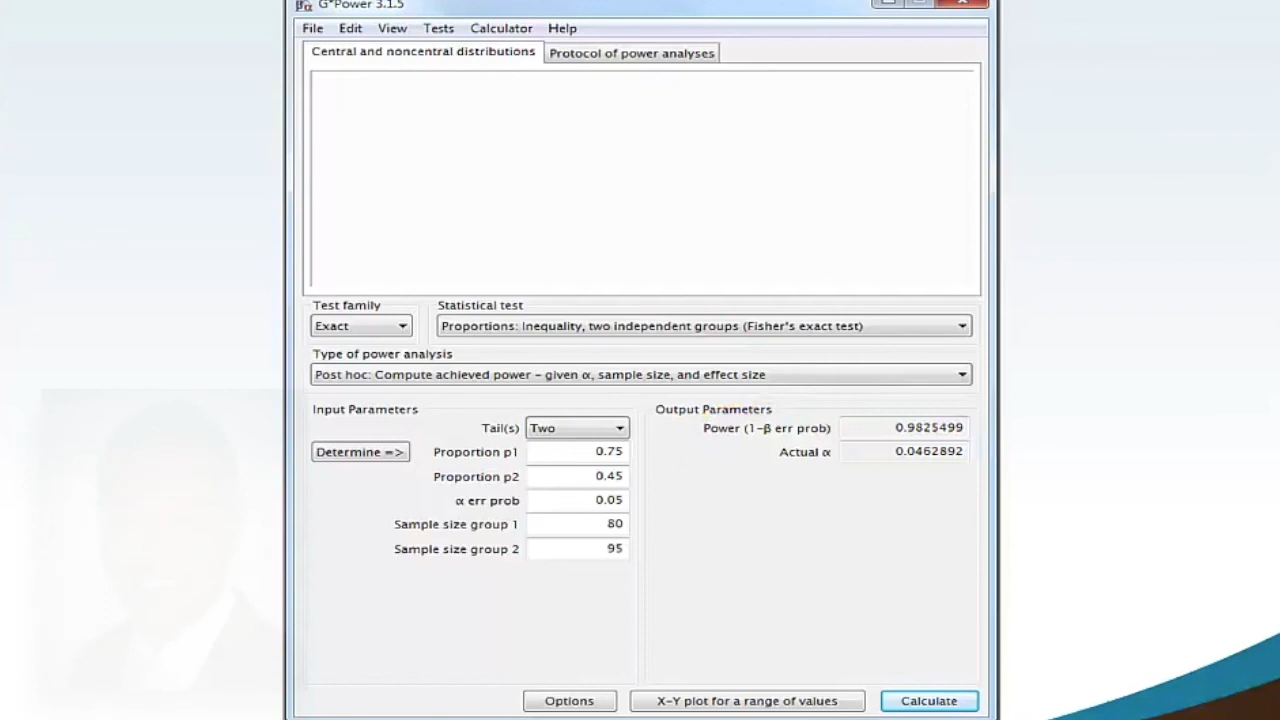 G*Power 3.1.5
File Edit View Tests Calculator Help
Central and noncentral distributions Protocol of power analyses
Test family Statistical test
Exact Proportions: Inequality, two independent groups (Fisher's exact test)
Type of power analysis
Post hoc: Compute achieved power – given α, sample size, and effect size
Input Parameters Output Parameters
Tail(s) Two Power (1-β err prob) 0.9825499
Determine => Proportion p1 0.75 Actual α 0.0462892
Proportion p2 0.45
α err prob 0.05
Sample size group 1 80
Sample size group 2 95
Options X-Y plot for a range of values Calculate